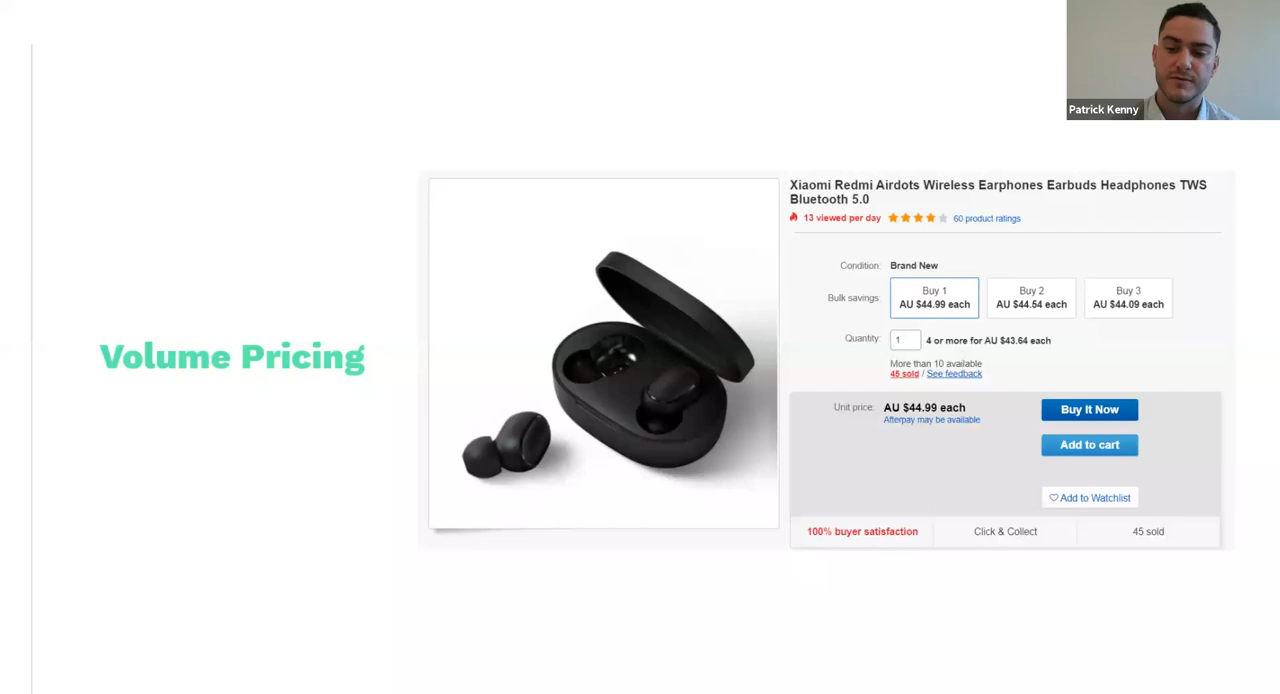 Patrick Kenny
Volume Pricing
Xiaomi Redmi Airdots Wireless Earphones Earbuds Headphones TWS
Bluetooth 5.0
13 viewed per day 60 product ratings
Condition: Brand New
Bulk savings:
Buy 1
AU $44.99 each
Buy 2
AU $44.54 each
Buy 3
AU $44.09 each
Quantity: 1 4 or more for AU $43.64 each
More than 10 available
45 sold / See feedback
Unit price: AU $44.99 each
Afterpay may be available
Buy It Now
Add to cart
Add to Watchlist
100% buyer satisfaction Click & Collect 45 sold